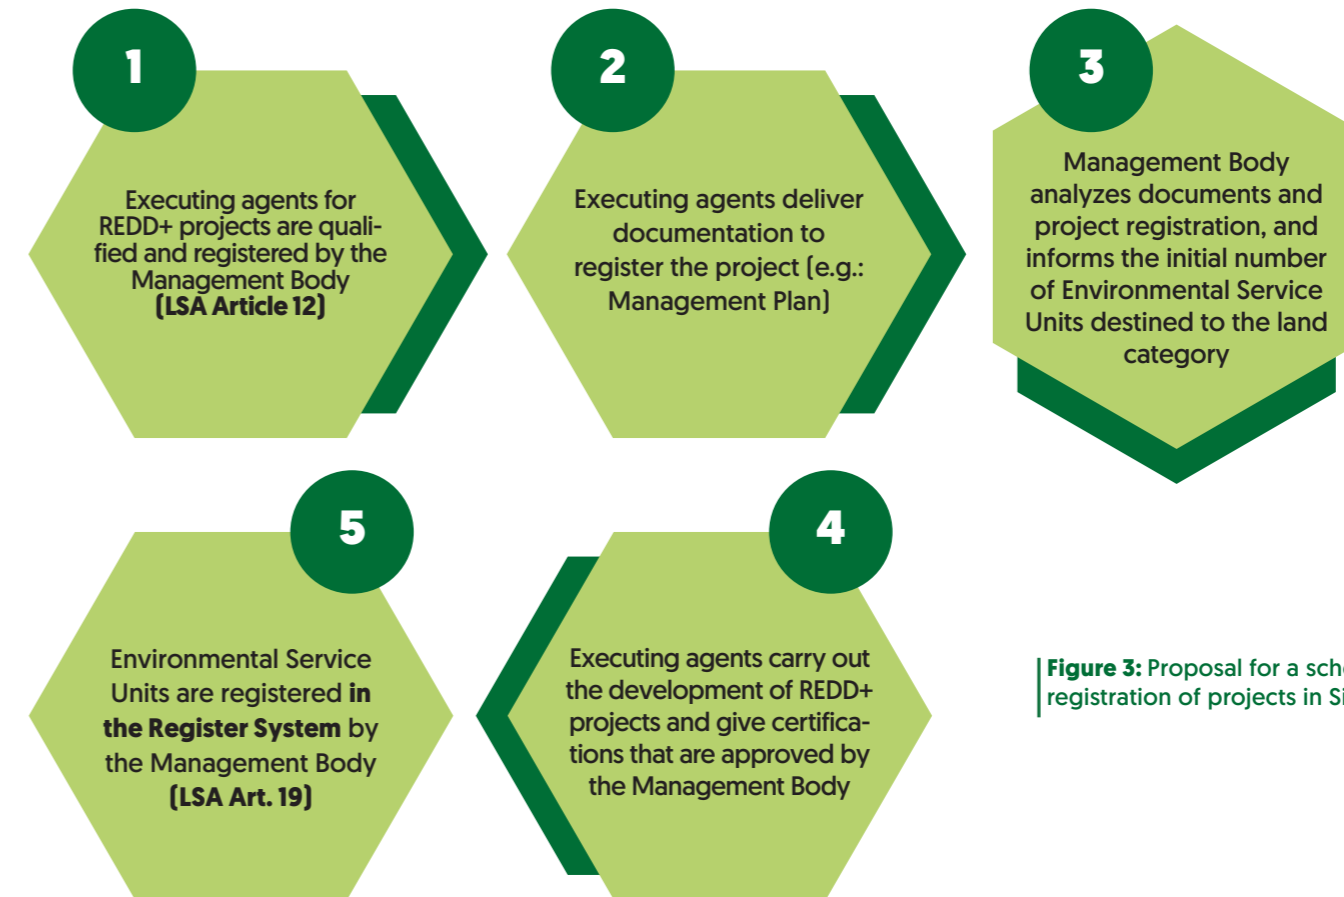 1
Executing agents for
REDD+ projects are quali-
fied and registered by the
Management Body
(LSA Article 12)
2
Executing agents deliver
documentation to
register the project (e.g.:
Management Plan)
3
Management Body
analyzes documents and
project registration, and
informs the initial number
of Environmental Service
Units destined to the land
category
4
Executing agents carry out
the development of REDD+
projects and give certifica-
tions that are approved by
the Management Body
5
Environmental Service
Units are registered in
the Register System by
the Management Body
(LSA Art. 19)
Figure 3: Proposal for a
registration of projects in